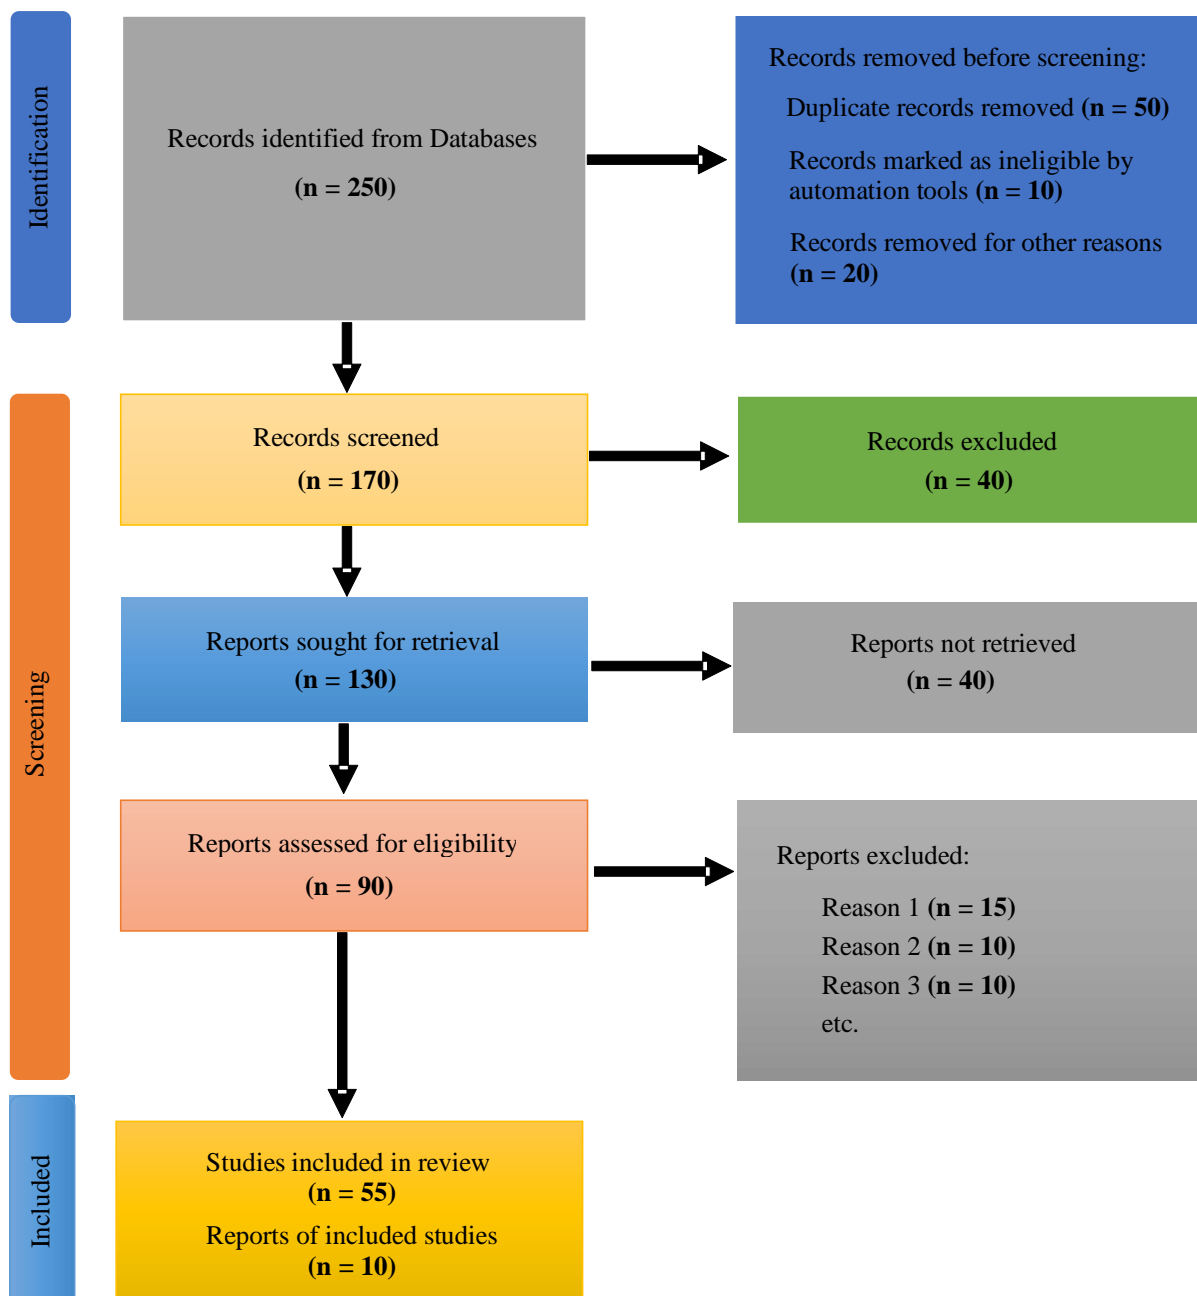 Identification
Records identified from Databases
(n = 250)
Records removed before screening:
Duplicate records removed (n = 50)
Records marked as ineligible by
automation tools (n = 10)
Records removed for other reasons
(n = 20)
Screening
Records screened
(n = 170)
Records excluded
(n = 40)
Reports sought for retrieval
(n = 130)
Reports not retrieved
(n = 40)
Reports assessed for eligibility
(n = 90)
Reports excluded:
Reason 1 (n = 15)
Reason 2 (n = 10)
Reason 3 (n = 10)
etc.
Included
Studies included in review
(n = 55)
Reports of included studies
(n = 10)